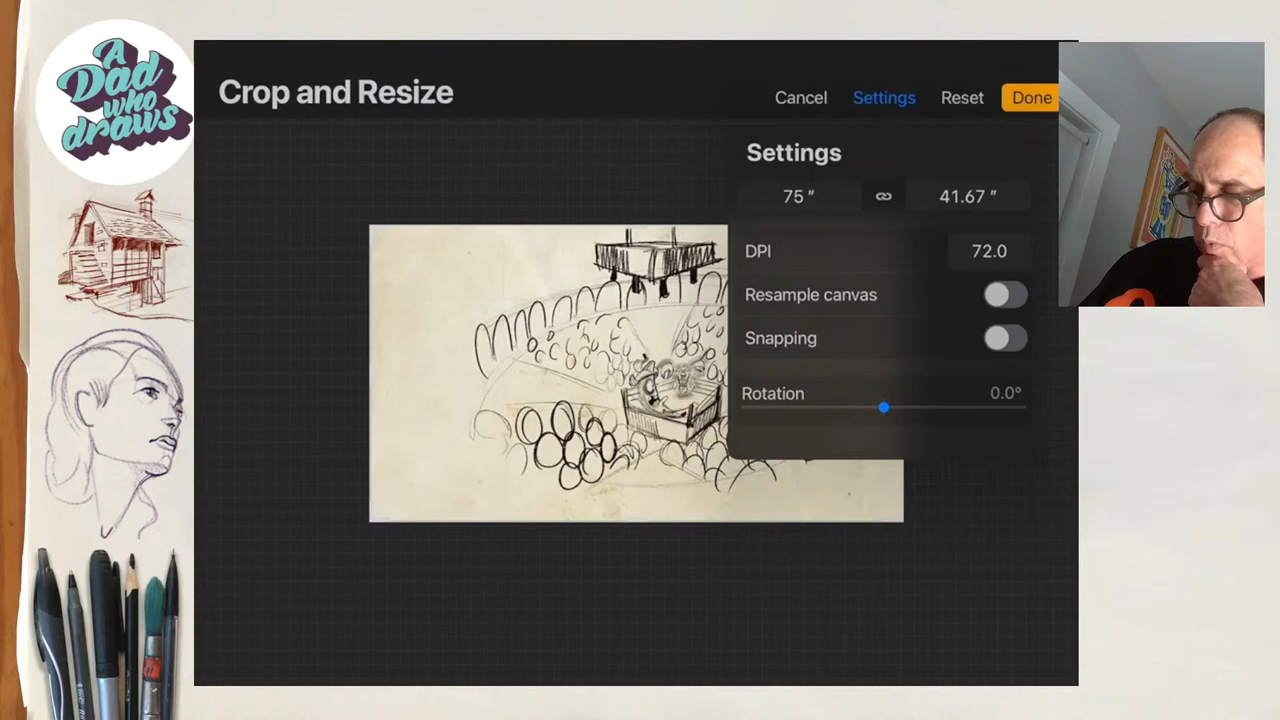 A
Dad
who
draws
Crop and Resize
Cancel
Settings
Reset
Done
Settings
75 "
41.67 "
DPI
72.0
Resample canvas
Snapping
Rotation
0.0°